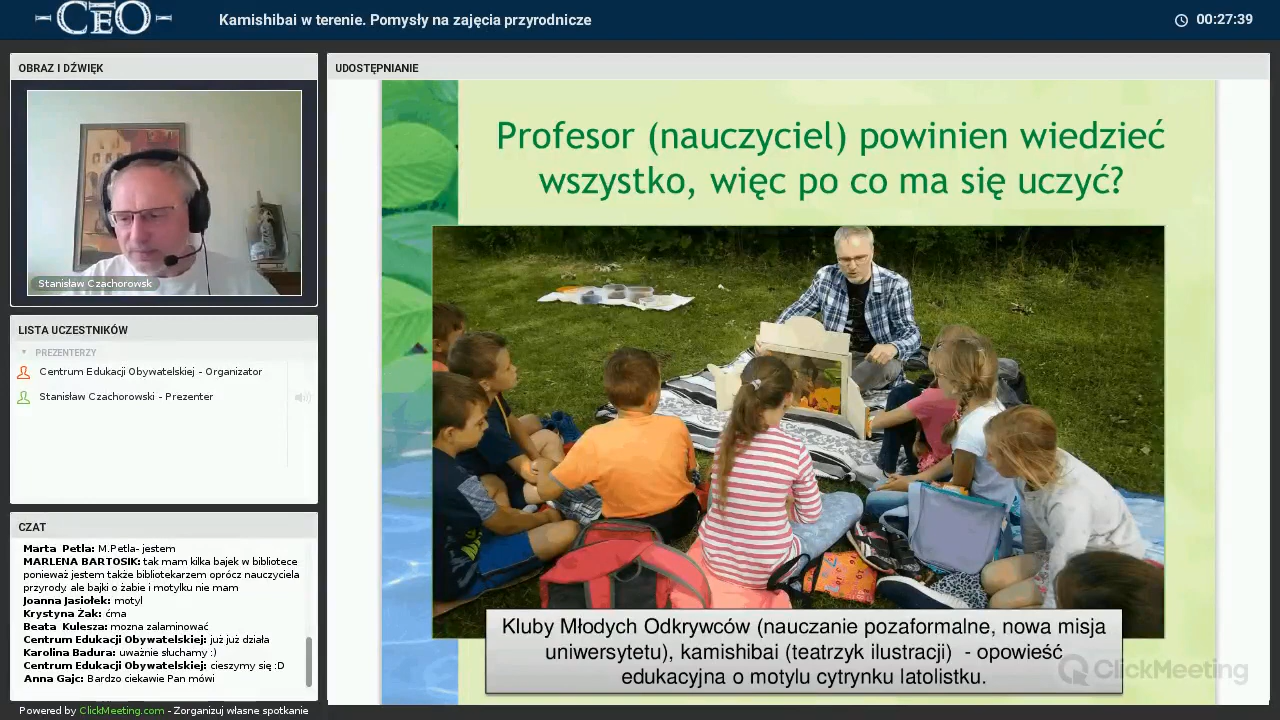 CEO
Kamishibai w terenie. Pomysły na zajęcia przyrodnicze
00:27:39
OBRAZ I DŹWIĘK
Stanisław Czachorowsk
LISTA UCZESTNIKÓW
PREZENTERZY
Centrum Edukacji Obywatelskiej - Organizator
Stanisław Czachorowski - Prezenter
CZAT
Marta Petla: M.Petla- jestem
MARLENA BARTOSIK: tak mam kilka bajek w bibliotece
ponieważ jestem także bibliotekarzem oprócz nauczyciela
przyrody. ale bajki o żabie i motylku nie mam
Joanna Jasiołek: motyl
Krystyna Żak: ćma
Beata Kulesza: mozna zalaminować
Centrum Edukacji Obywatelskiej: już już działa
Karolina Badura: uważnie słuchamy :)
Centrum Edukacji Obywatelskiej: cieszymy się :D
Anna Gajc: Bardzo ciekawie Pan mówi
Powered by ClickMeeting.com - Zorganizuj własne spotkanie
UDOSTĘPNIANIE
Profesor (nauczyciel) powinien wiedzieć
wszystko, więc po co ma się uczyć?
Kluby Młodych Odkrywców (nauczanie pozaformalne, nowa misja
uniwersytetu), kamishibai (teatrzyk ilustracji) - opowieść
edukacyjna o motylu cytrynku latolistku.
ClickMeeting